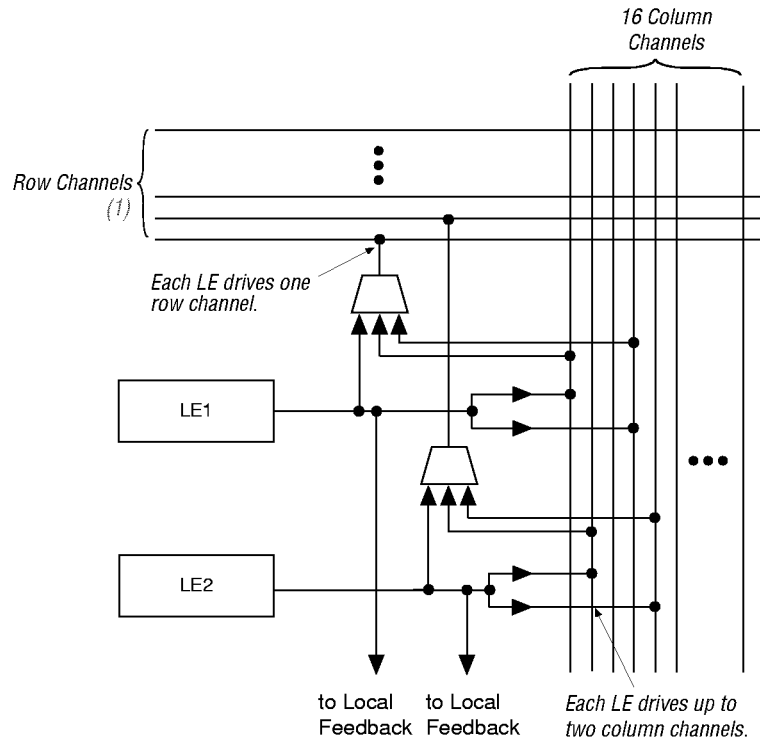 16 Column
Channels
Row Channels
(1)
Each LE drives one
row channel.
LE1
LE2
to Local
Feedback
to Local
Feedback
Each LE drives up to
two column channels.